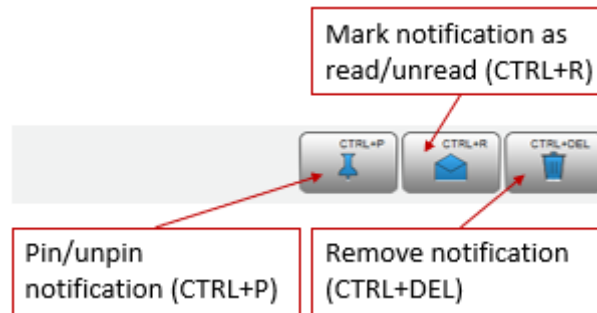 Mark notification as
read/unread (CTRL+R)
CTRL+P
CTRL+R
CTRL+DEL
Pin/unpin
notification (CTRL+P)
Remove notification
(CTRL+DEL)